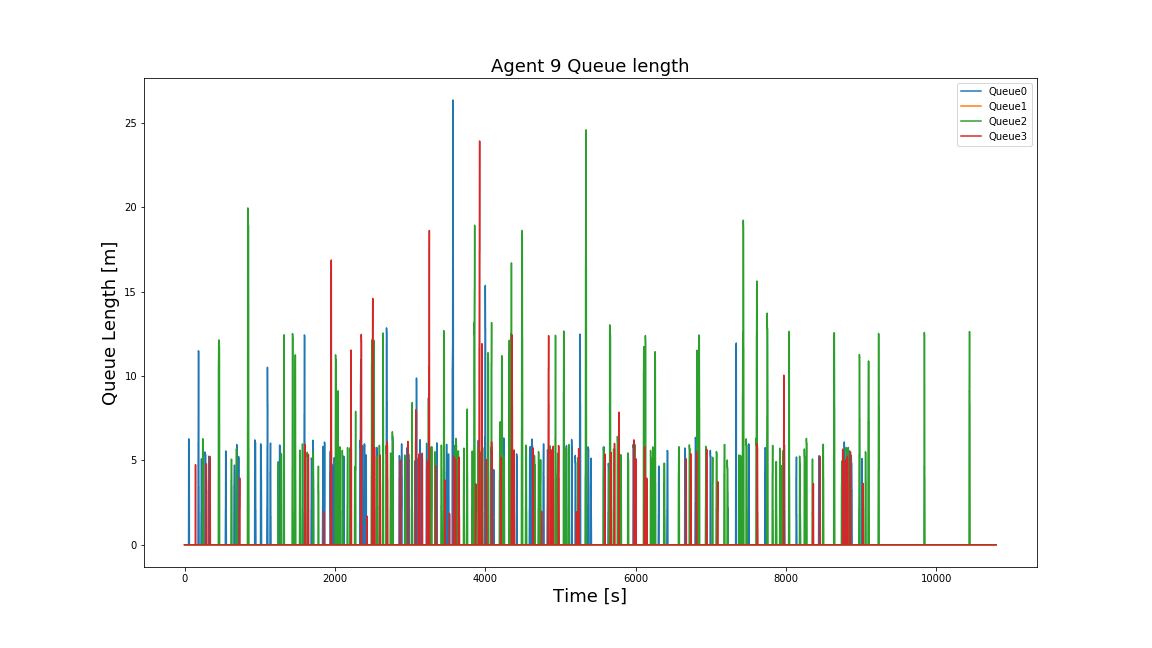 Agent 9 Queue length
Queue0
Queue1
Queue2
Queue3
Queue Length [m]
25
20
15
10
5
0
0 2000 4000 6000 8000 10000
Time [s]